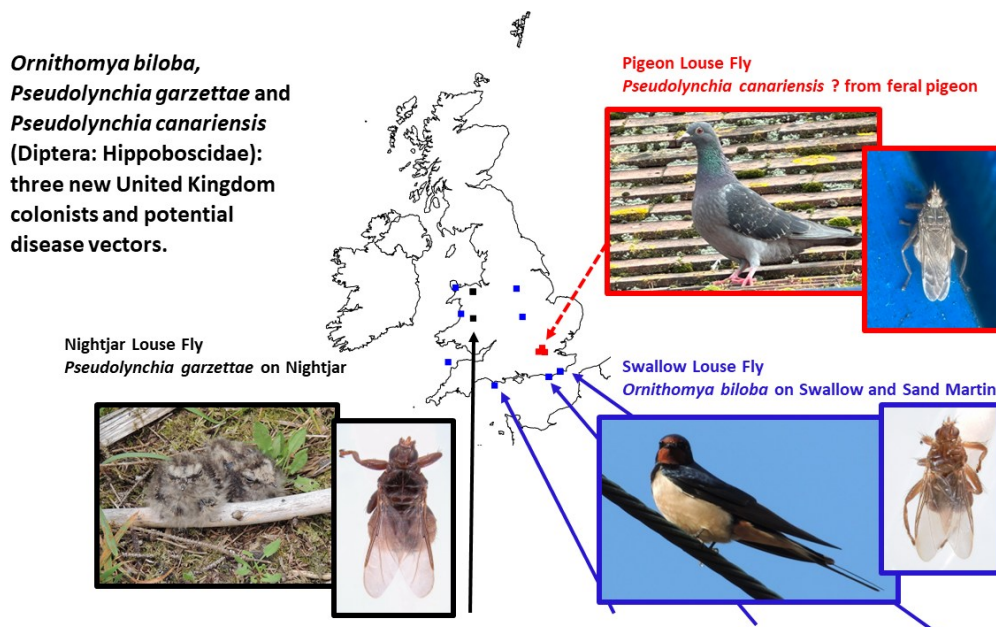 Ornithomya biloba,
Pseudolynchia garzettae and
Pseudolynchia canariensis
(Diptera: Hippoboscidae):
three new United Kingdom
colonists and potential
disease vectors.
Pigeon Louse Fly
Pseudolynchia canariensis ? from feral pigeon
Nightjar Louse Fly
Pseudolynchia garzettae on Nightjar
Swallow Louse Fly
Ornithomya biloba on Swallow and Sand Martin